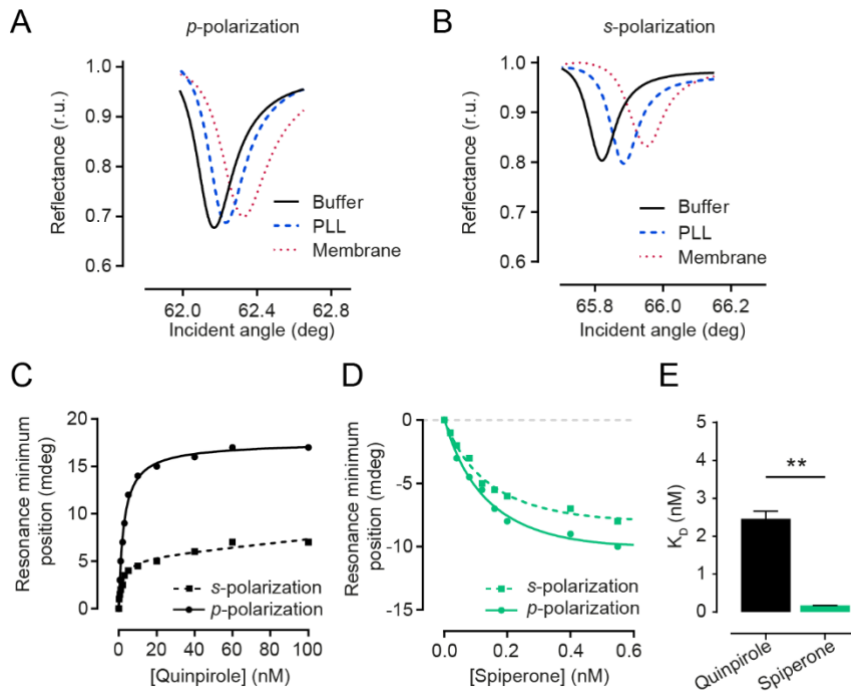 A
p-polarization
Reflectance (r.u.)
1.0
0.9
0.8
0.7
0.6
Buffer
PLL
Membrane
62.0 62.4 62.8
Incident angle (deg)
B
s-polarization
Reflectance (r.u.)
1.0
0.9
0.8
0.7
0.6
Buffer
PLL
Membrane
65.8 66.0 66.2
Incident angle (deg)
C
Resonance minimum
position (mdeg)
20
15
10
5
0
s-polarization
p-polarization
0 20 40 60 80 100
[Quinpirole] (nM)
D
Resonance minimum
position (mdeg)
0
-5
-10
-15
s-polarization
p-polarization
0.0 0.2 0.4 0.6
[Spiperone] (nM)
E
K_D (nM)
5
4
3
2
1
0
**
Quinpirole
Spiperone